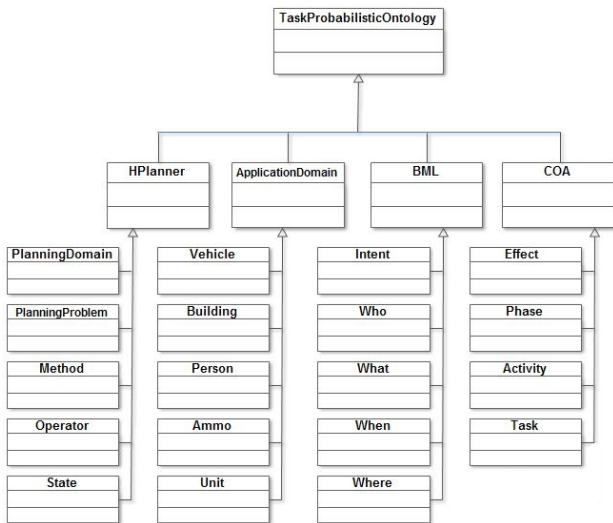 TaskProbabilisticOntology
HPlanner
ApplicationDomain
BML
COA
PlanningDomain
Vehicle
Intent
Effect
PlanningProblem
Building
Who
Phase
Method
Person
What
Activity
Operator
Ammo
When
Task
State
Unit
Where